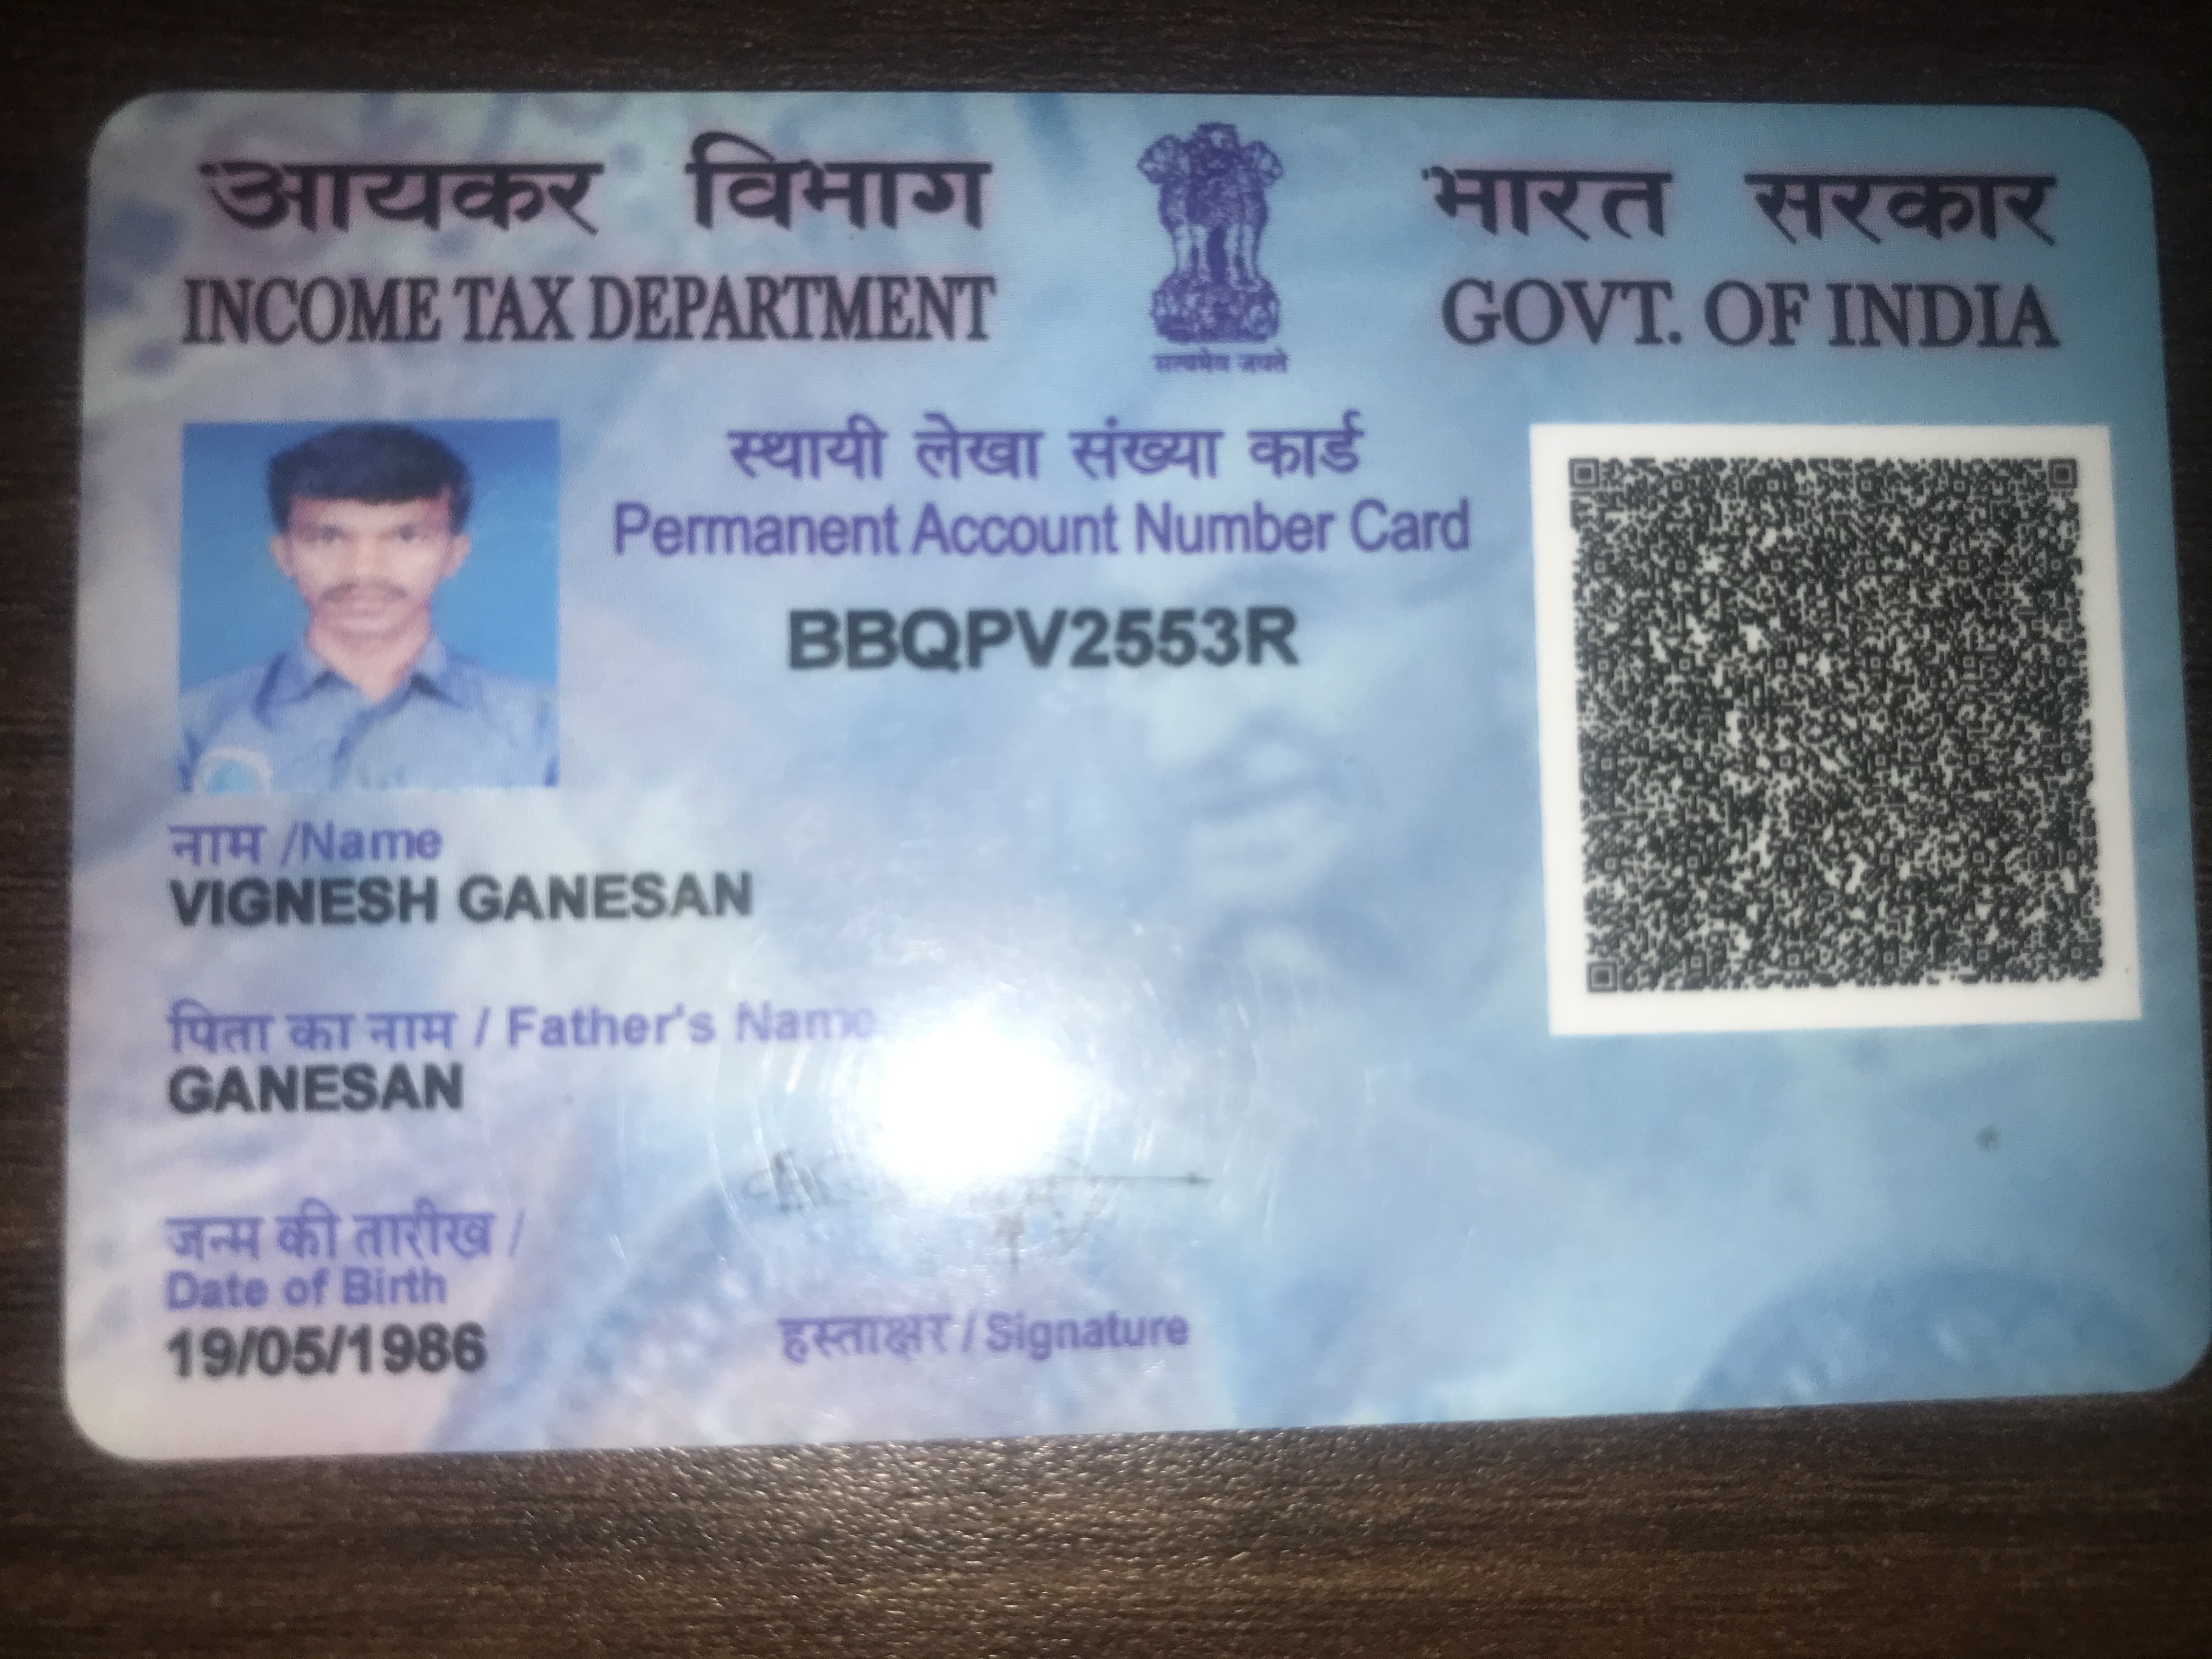 आयकर विभाग
INCOME TAX DEPARTMENT
भारत सरकार
GOVT. OF INDIA
सत्यमेव जयते
स्थायी लेखा संख्या कार्ड
Permanent Account Number Card
BBQPV2553R
नाम /Name
VIGNESH GANESAN
पिता का नाम / Father's Name
GANESAN
जन्म की तारीख /
Date of Birth
19/05/1986
हस्ताक्षर / Signature